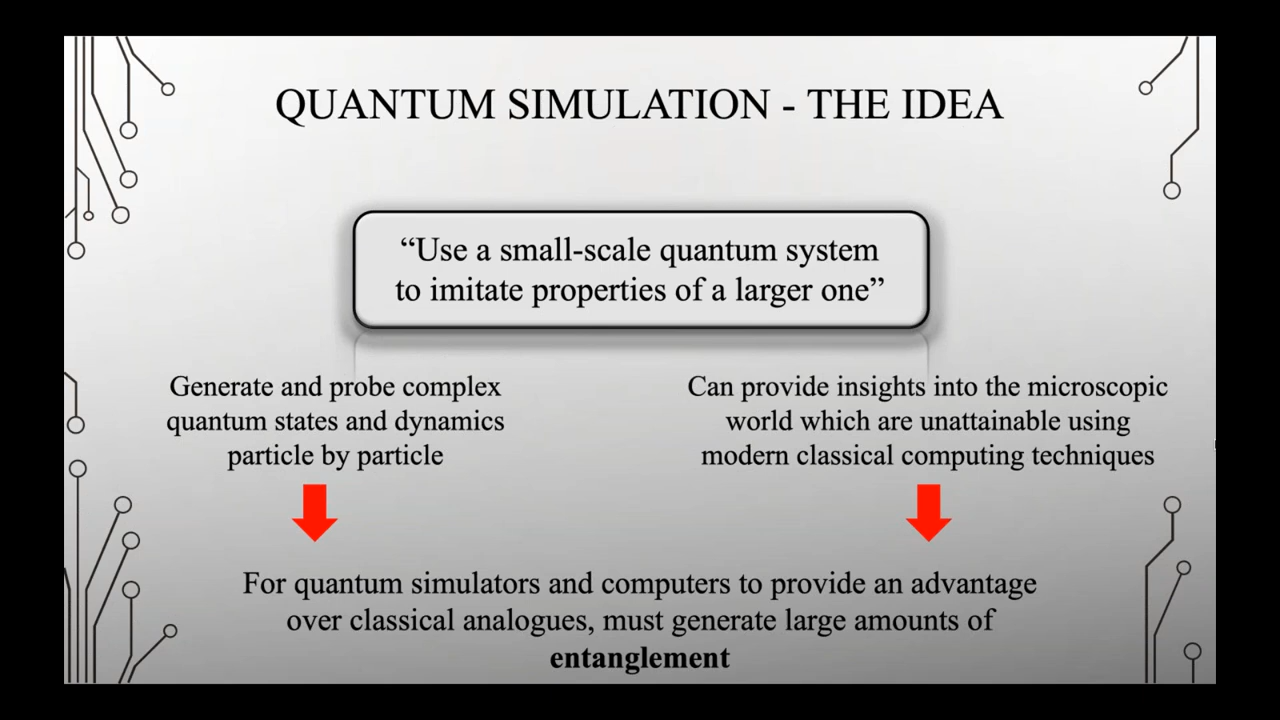 QUANTUM SIMULATION - THE IDEA
“Use a small-scale quantum system
to imitate properties of a larger one”
Generate and probe complex
quantum states and dynamics
particle by particle
Can provide insights into the microscopic
world which are unattainable using
modern classical computing techniques
For quantum simulators and computers to provide an advantage
over classical analogues, must generate large amounts of
entanglement